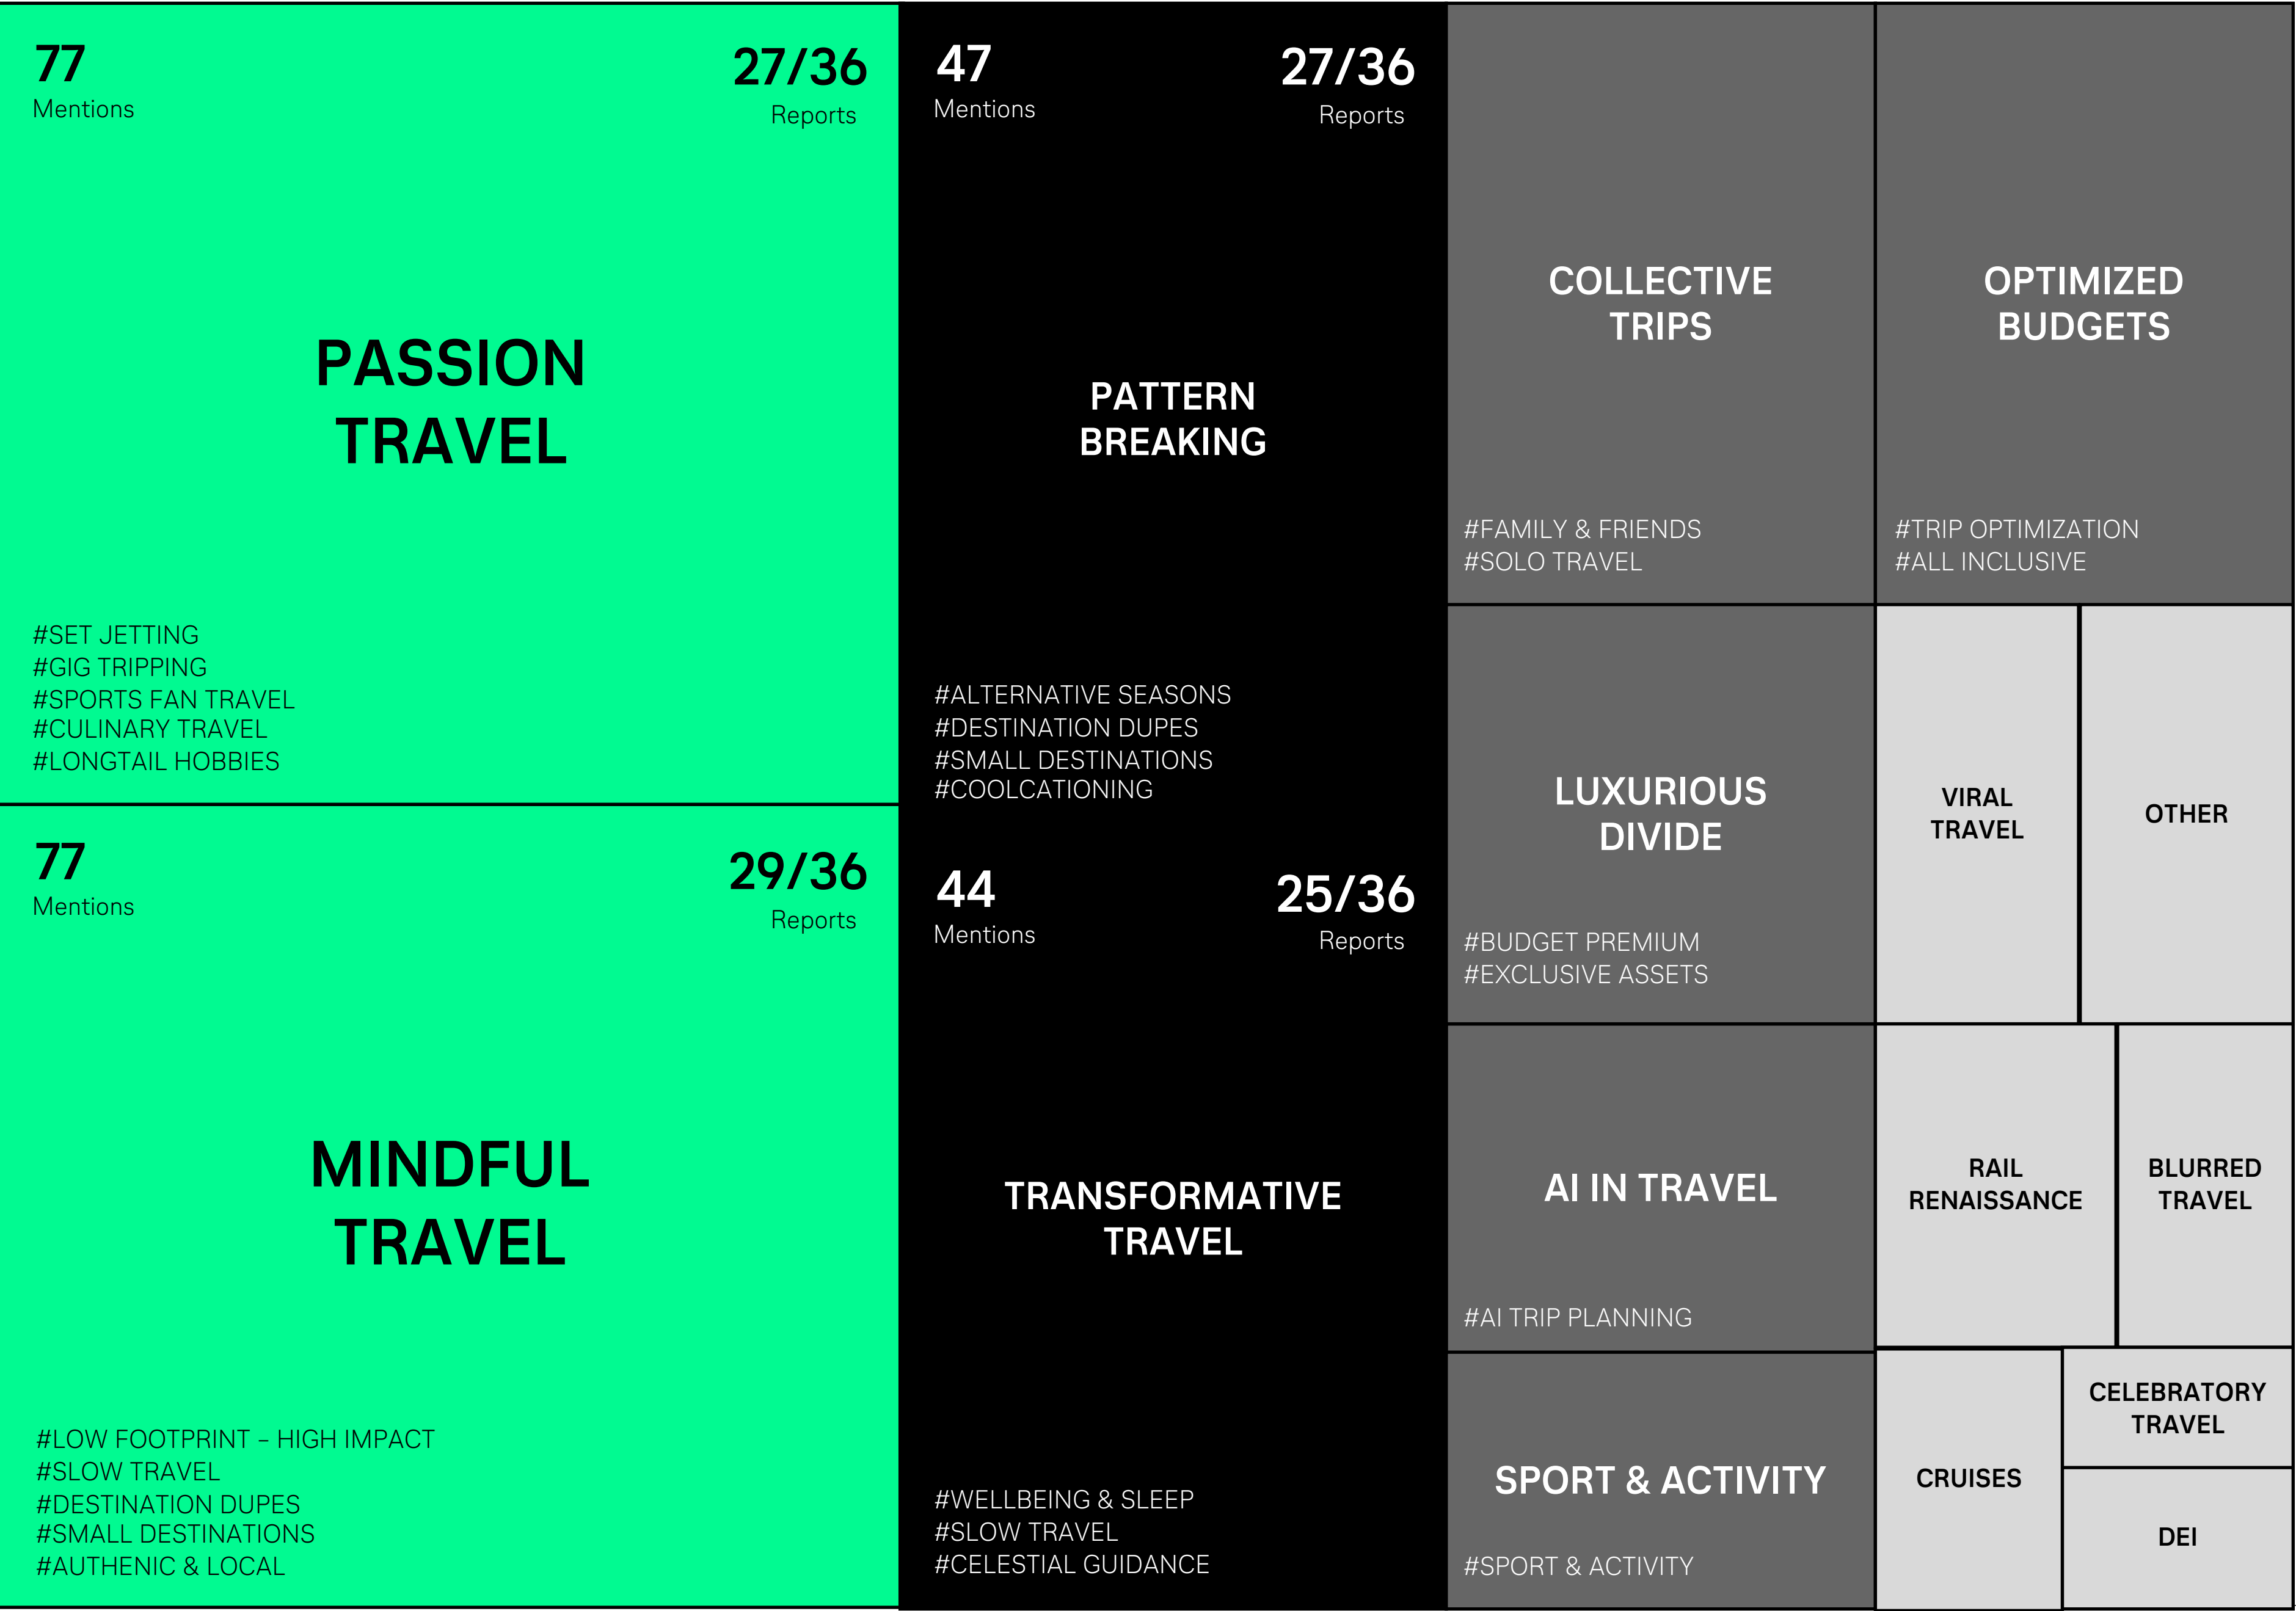 77
Mentions
27/36
Reports
PASSION
TRAVEL
#SET JETTING
#GIG TRIPPING
#SPORTS FAN TRAVEL
#CULINARY TRAVEL
#LONGTAIL HOBBIES
77
Mentions
29/36
Reports
MINDFUL
TRAVEL
#LOW FOOTPRINT – HIGH IMPACT
#SLOW TRAVEL
#DESTINATION DUPES
#SMALL DESTINATIONS
#AUTHENIC & LOCAL
47
Mentions
27/36
Reports
PATTERN
BREAKING
#ALTERNATIVE SEASONS
#DESTINATION DUPES
#SMALL DESTINATIONS
#COOLCATIONING
44
Mentions
25/36
Reports
TRANSFORMATIVE
TRAVEL
#WELLBEING & SLEEP
#SLOW TRAVEL
#CELESTIAL GUIDANCE
COLLECTIVE
TRIPS
#FAMILY & FRIENDS
#SOLO TRAVEL
OPTIMIZED
BUDGETS
#TRIP OPTIMIZATION
#ALL INCLUSIVE
LUXURIOUS
DIVIDE
#BUDGET PREMIUM
#EXCLUSIVE ASSETS
VIRAL
TRAVEL
OTHER
AI IN TRAVEL
#AI TRIP PLANNING
RAIL
RENAISSANCE
BLURRED
TRAVEL
SPORT & ACTIVITY
#SPORT & ACTIVITY
CRUISES
CELEBRATORY
TRAVEL
DEI